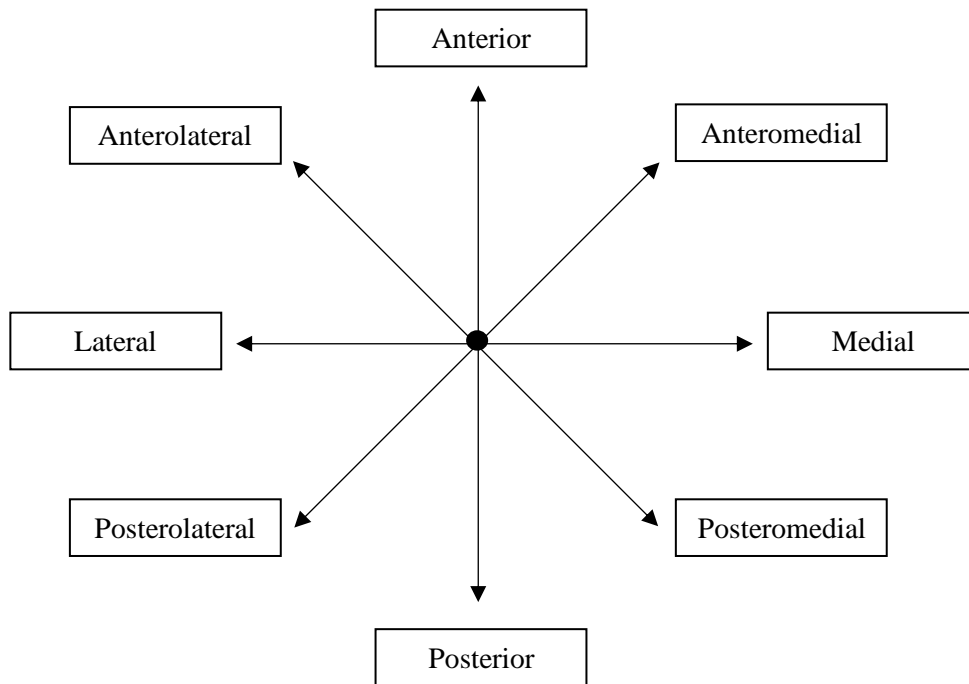 Anterior
Anterolateral
Anteromedial
Lateral
Medial
Posterolateral
Posteromedial
Posterior